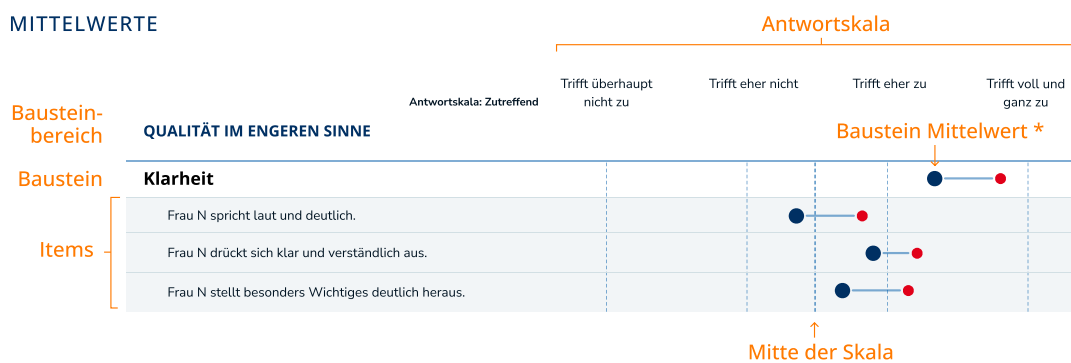 MITTELWERTE
Antwortskala
Trifft überhaupt
nicht zu
Trifft eher nicht
Trifft eher zu
Trifft voll und
ganz zu
Antwortskala: Zutreffend
Baustein-
bereich
QUALITÄT IM ENGEREN SINNE
Baustein Mittelwert *
Baustein
Klarheit
Items
Frau N spricht laut und deutlich.
Frau N drückt sich klar und verständlich aus.
Frau N stellt besonders Wichtiges deutlich heraus.
Mitte der Skala